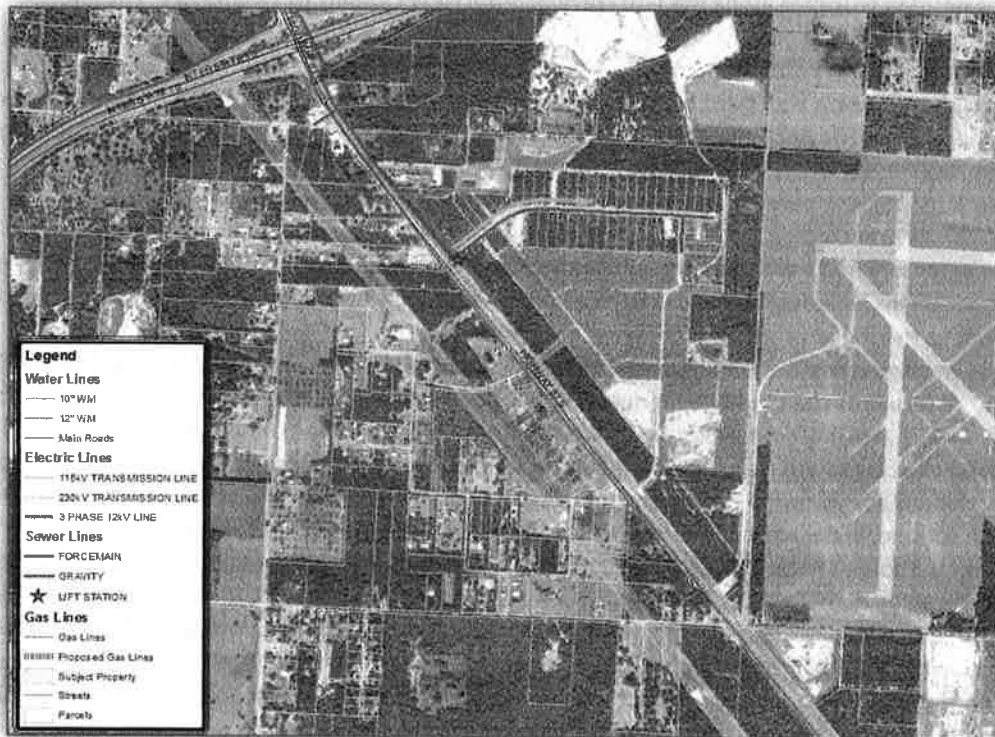 Legend
Water Lines
10" WM
12" WM
Main Roads
Electric Lines
115kV TRANSMISSION LINE
230kV TRANSMISSION LINE
3 PHASE 12kV LINE
Sewer Lines
FORCEMAIN
GRAVITY
LIFT STATION
Gas Lines
Gas Lines
Proposed Gas Lines
Subject Property
Streets
Parcels